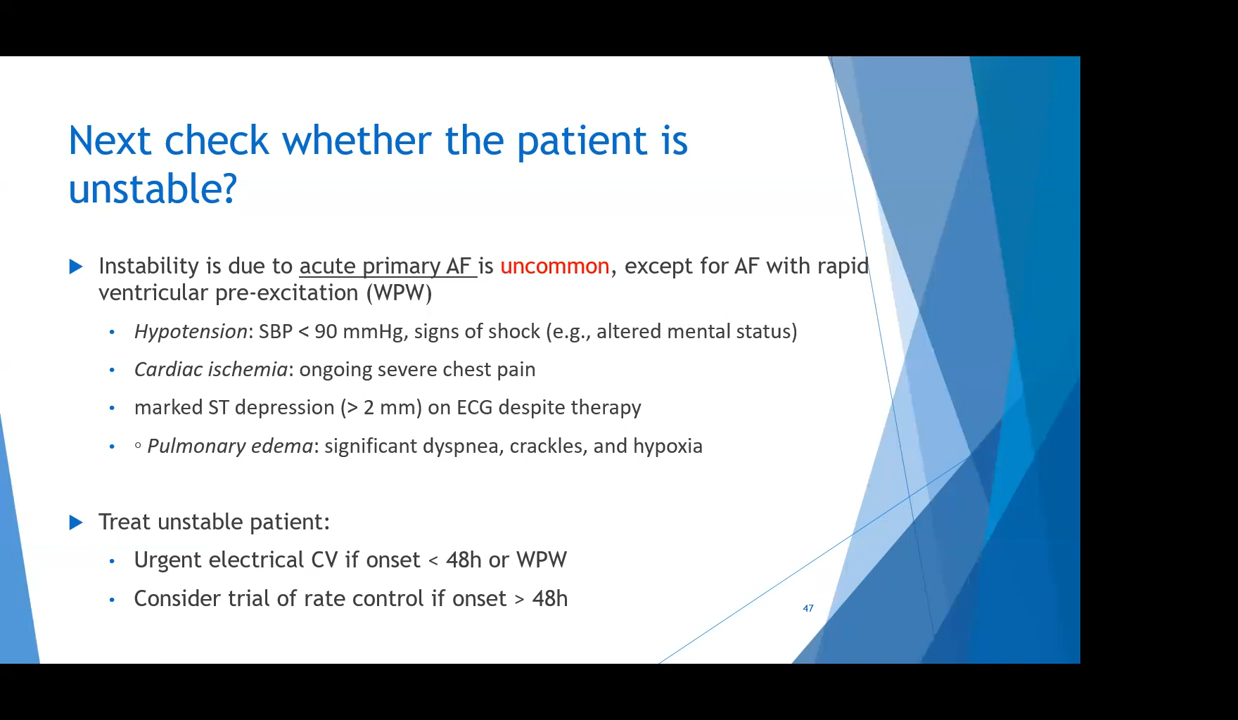 Next check whether the patient is
unstable?
Instability is due to acute primary AF is uncommon, except for AF with rapid
ventricular pre-excitation (WPW)
• Hypotension: SBP < 90 mmHg, signs of shock (e.g., altered mental status)
• Cardiac ischemia: ongoing severe chest pain
• marked ST depression (> 2 mm) on ECG despite therapy
• ◦ Pulmonary edema: significant dyspnea, crackles, and hypoxia
Treat unstable patient:
• Urgent electrical CV if onset < 48h or WPW
• Consider trial of rate control if onset > 48h
47